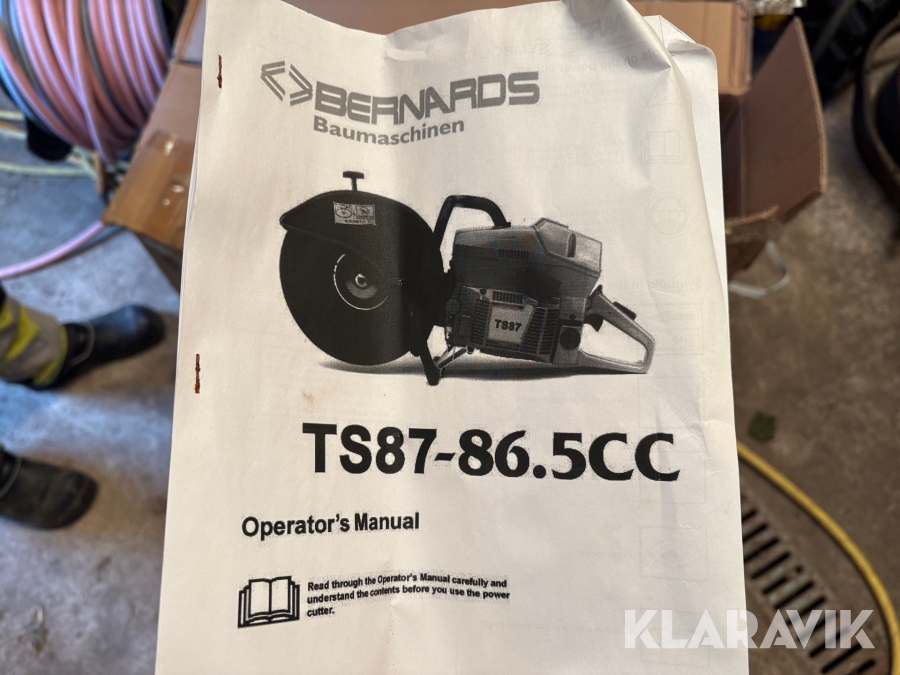 BERNARDS
Baumaschinen
TS87
TS87-86.5CC
Operator's Manual
Read through the Operator's Manual carefully and
understand the contents before you use the power
cutter.
KLARAVIK